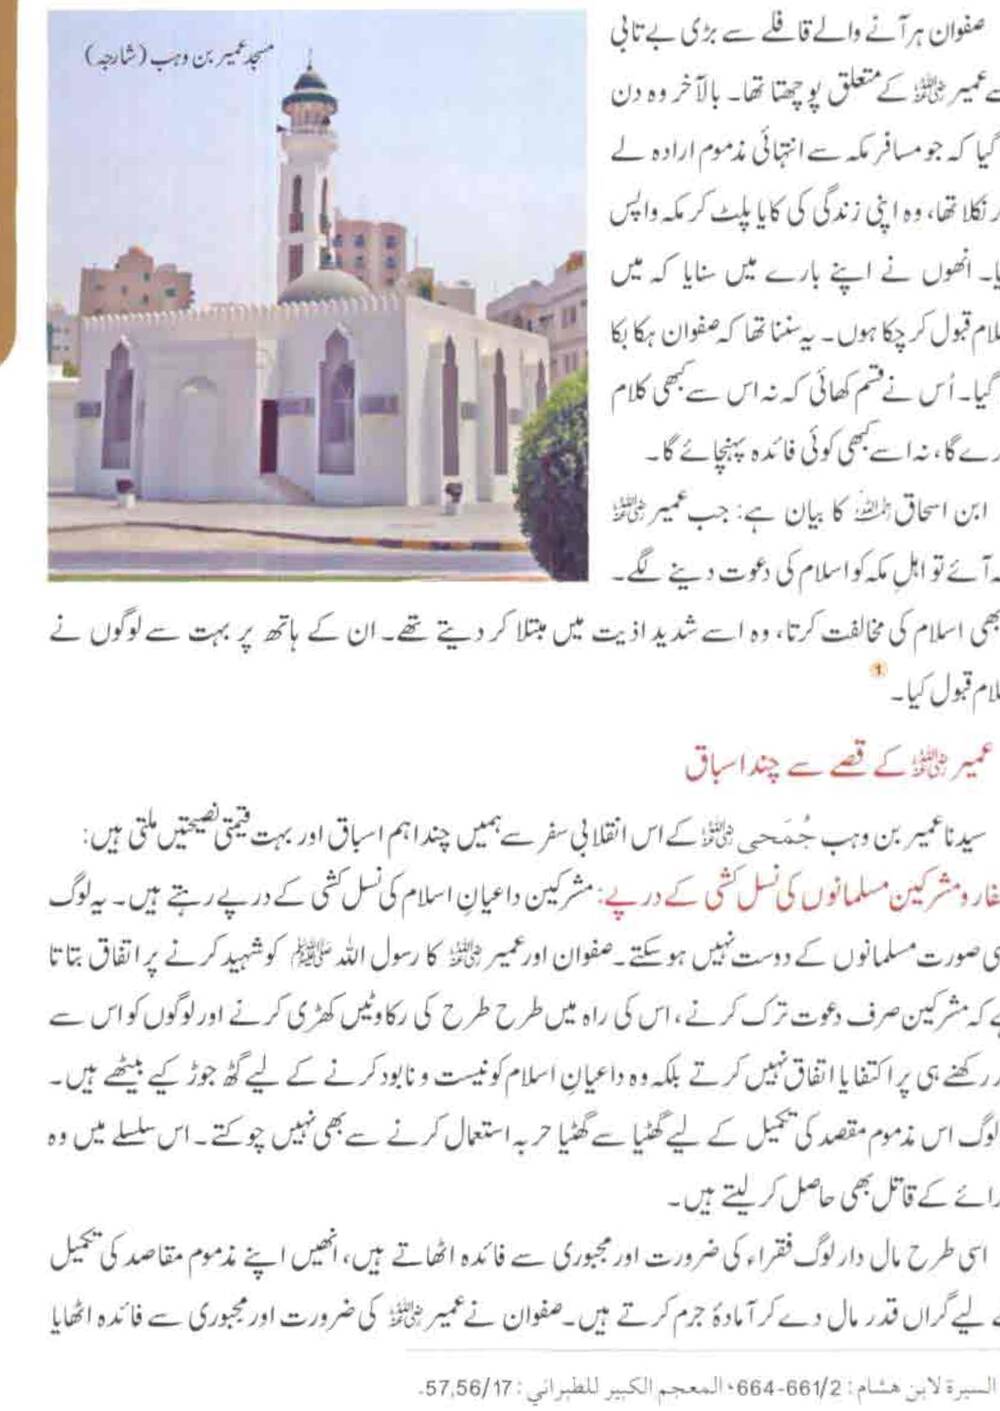 مسجد عمیر بن وہب (شارجہ)
صفوان ہر آنے والے قافلے سے بڑی بے تابی
سے عمیر رضی اللہ عنہ کے متعلق پوچھتا تھا۔ بالآخر وہ دن
گیا کہ جو مسافر مکہ سے انتہائی مذموم ارادہ لے
ر نکلا تھا، وہ اپنی زندگی کی کایا پلٹ کر مکہ واپس
یا۔ انھوں نے اپنے بارے میں سنایا کہ میں
لام قبول کر چکا ہوں۔ یہ سننا تھا کہ صفوان ہکا بکا
گیا۔ اُس نے قسم کھائی کہ نہ اس سے کبھی کلام
رے گا، نہ اسے کبھی کوئی فائدہ پہنچائے گا۔
ابن اسحاق رحمہ اللہ کا بیان ہے: جب عمیر رضی اللہ عنہ
ہ آئے تو اہلِ مکہ کو اسلام کی دعوت دینے لگے۔
بھی اسلام کی مخالفت کرتا، وہ اسے شدید اذیت میں مبتلا کر دیتے تھے۔ ان کے ہاتھ پر بہت سے لوگوں نے
لام قبول کیا۔ 1
عمیر رضی اللہ عنہ کے قصے سے چند اسباق
سیدنا عمیر بن وہب جُمَحی رضی اللہ عنہ کے اس انقلابی سفر سے ہمیں چند اہم اسباق اور بہت قیمتی نصیحتیں ملتی ہیں:
فار و مشرکین مسلمانوں کی نسل کشی کے درپے: مشرکین داعیانِ اسلام کی نسل کشی کے درپے رہتے ہیں۔ یہ لوگ
ی صورت مسلمانوں کے دوست نہیں ہو سکتے۔ صفوان اور عمیر رضی اللہ عنہ کا رسول اللہ ﷺ کو شہید کرنے پر اتفاق بتاتا
ہے کہ مشرکین صرف دعوت ترک کرنے، اس کی راہ میں طرح طرح کی رکاوٹیں کھڑی کرنے اور لوگوں کو اس سے
ر رکھنے ہی پر اکتفا یا اتفاق نہیں کرتے بلکہ وہ داعیانِ اسلام کو نیست و نابود کرنے کے لیے گٹھ جوڑ کیے بیٹھے ہیں۔
لوگ اس مذموم مقصد کی تکمیل کے لیے گھٹیا سے گھٹیا حربہ استعمال کرنے سے بھی نہیں چوکتے۔ اس سلسلے میں وہ
رائے کے قاتل بھی حاصل کر لیتے ہیں۔
اسی طرح مال دار لوگ فقراء کی ضرورت اور مجبوری سے فائدہ اٹھاتے ہیں، انھیں اپنے مذموم مقاصد کی تکمیل
ے لیے گراں قدر مال دے کر آمادۂ جرم کرتے ہیں۔ صفوان نے عمیر رضی اللہ عنہ کی ضرورت اور مجبوری سے فائدہ اٹھایا
السيرة لابن هشام: 661/2-664، المعجم الكبير للطبراني: 57,56/17.